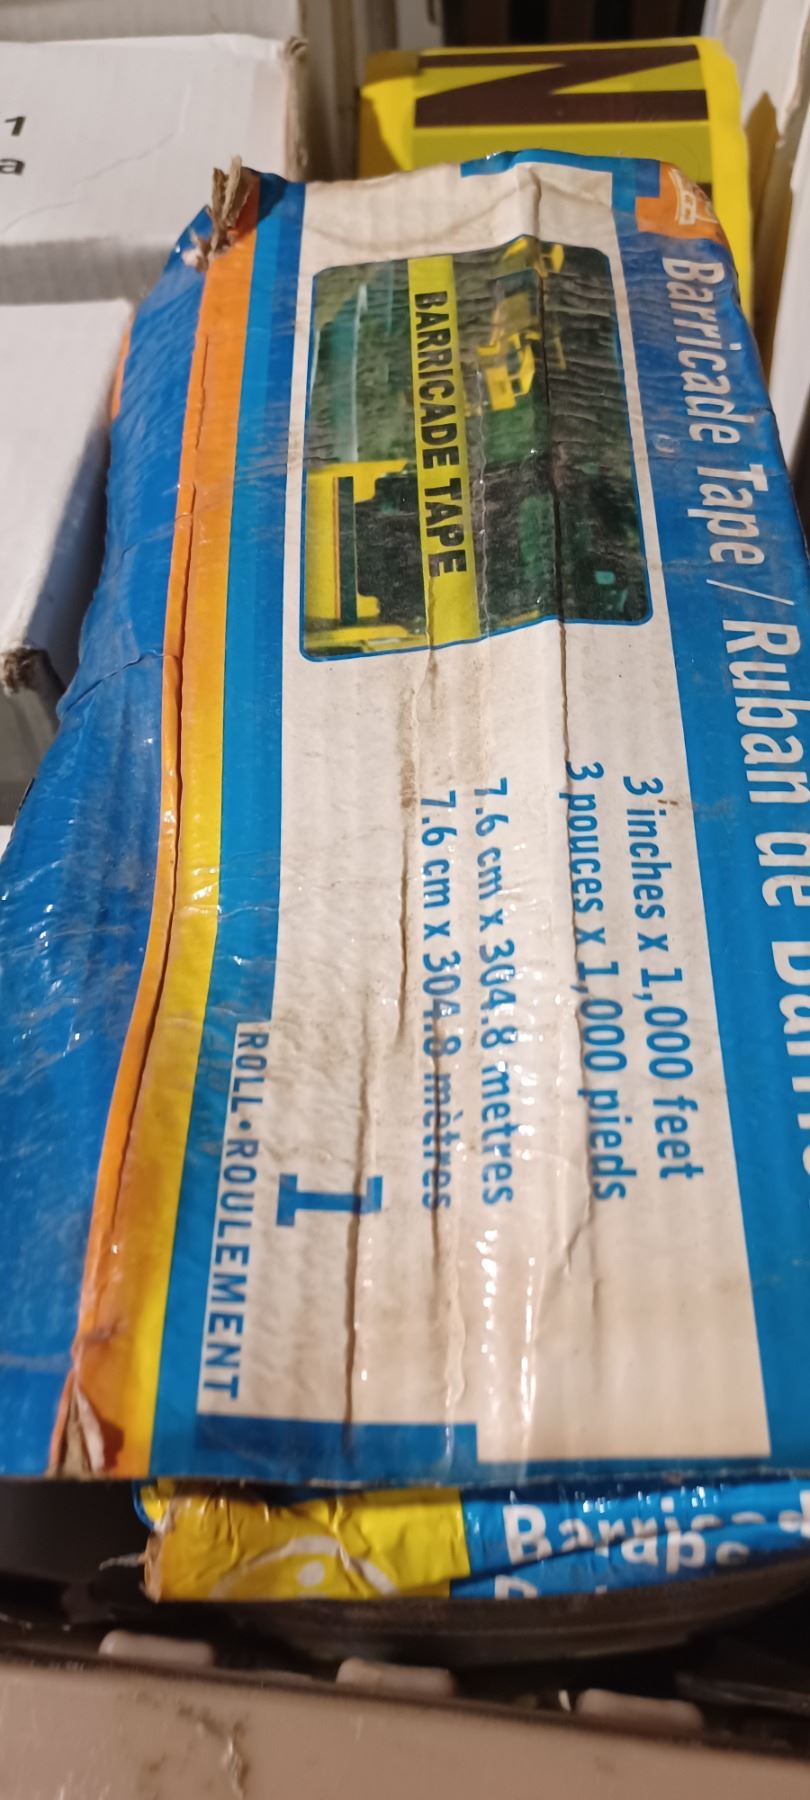 Barricade Tape / Ruban de
BARRICADE TAPE
3 inches x 1,000 feet
3 pouces x 1,000 pieds
7.6 cm x 304.8 metres
7.6 cm x 304.8 mètres
1
ROLL • ROULEMENT
1
a
N